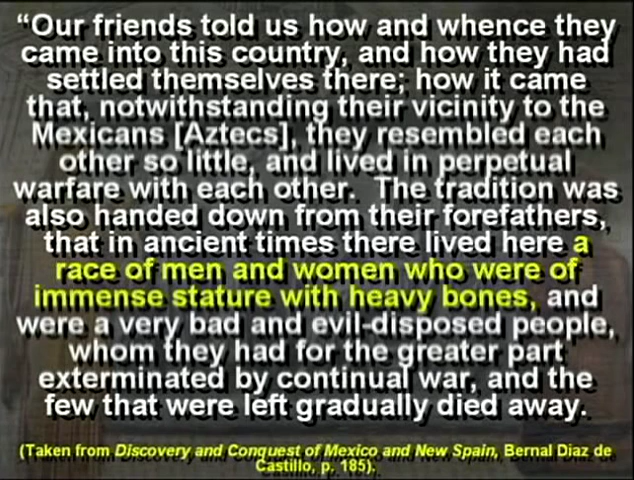 “Our friends told us how and whence they
came into this country, and how they had
settled themselves there; how it came
that, notwithstanding their vicinity to the
Mexicans [Aztecs], they resembled each
other so little, and lived in perpetual
warfare with each other. The tradition was
also handed down from their forefathers,
that in ancient times there lived here a
race of men and women who were of
immense stature with heavy bones, and
were a very bad and evil-disposed people,
whom they had for the greater part
exterminated by continual war, and the
few that were left gradually died away.
(Taken from Discovery and Conquest of Mexico and New Spain, Bernal Diaz de
Castillo, p. 185).